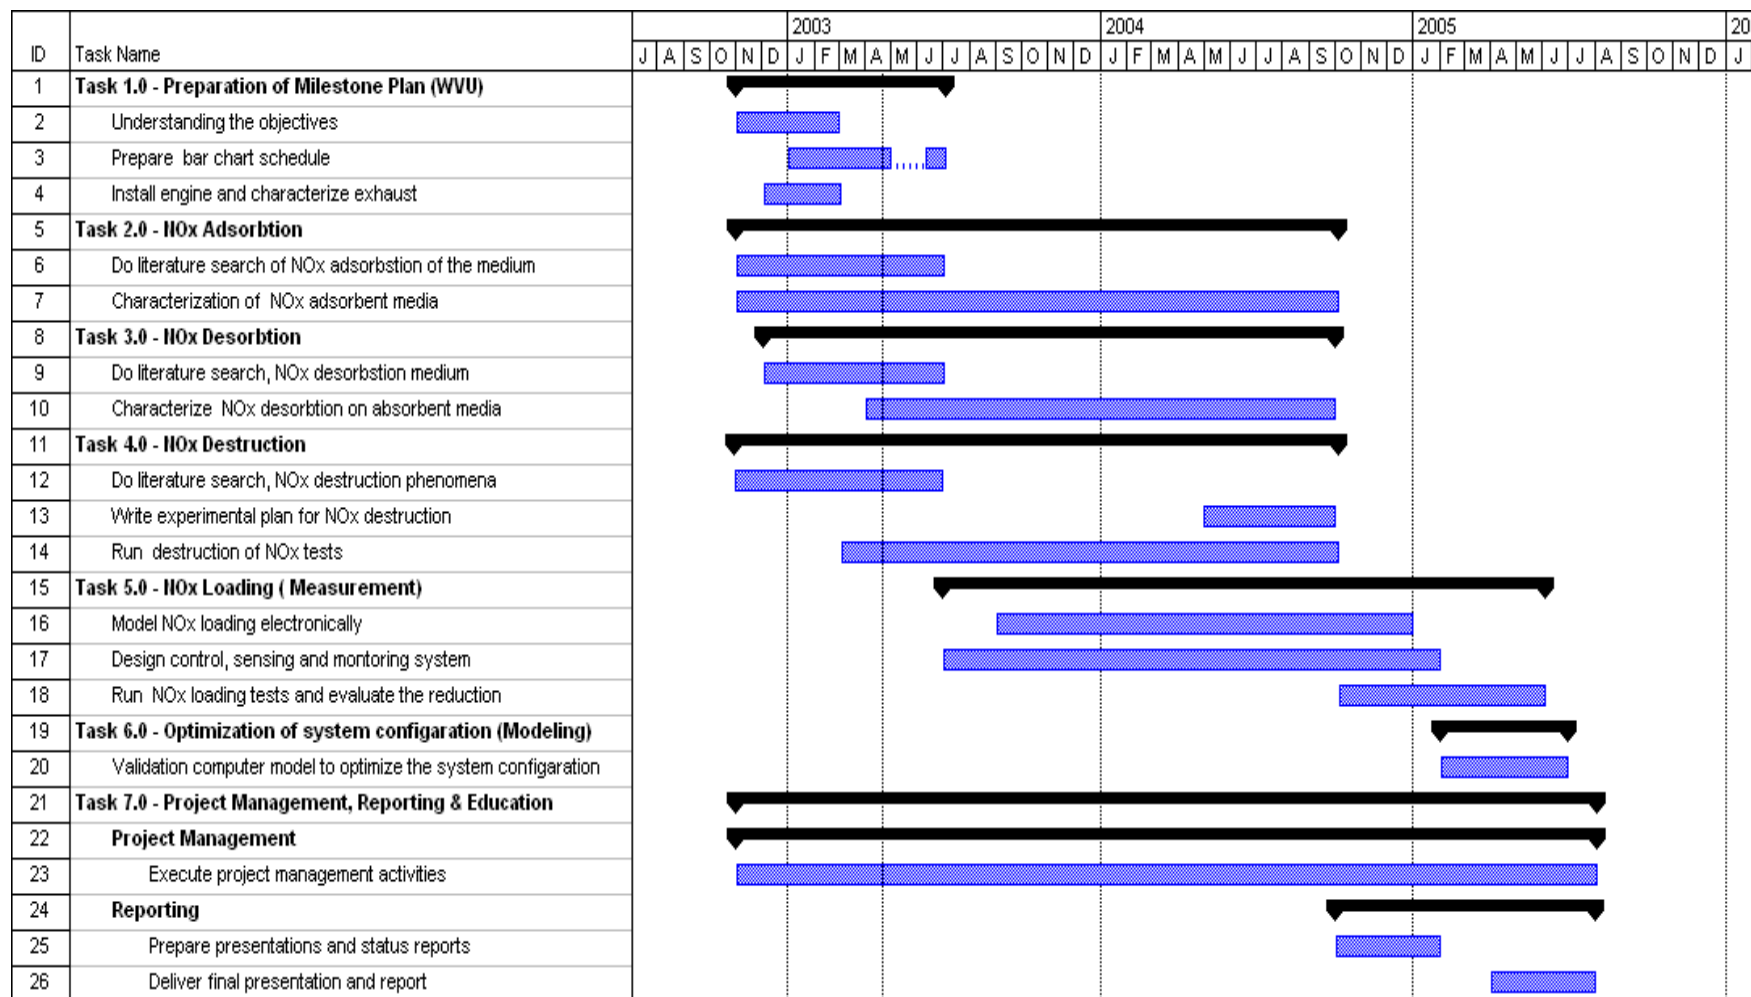 2003 2004 2005 20
ID Task Name J A S O N D J F M A M J J A S O N D J F M A M J J A S O N D J F M A M J J A S O N D J
1 Task 1.0 - Preparation of Milestone Plan (WVU)
2 Understanding the objectives
3 Prepare bar chart schedule
4 Install engine and characterize exhaust
5 Task 2.0 - NOx Adsorbtion
6 Do literature search of NOx adsorbstion of the medium
7 Characterization of NOx adsorbent media
8 Task 3.0 - NOx Desorbtion
9 Do literature search, NOx desorbstion medium
10 Characterize NOx desorbtion on absorbent media
11 Task 4.0 - NOx Destruction
12 Do literature search, NOx destruction phenomena
13 Write experimental plan for NOx destruction
14 Run destruction of NOx tests
15 Task 5.0 - NOx Loading ( Measurement)
16 Model NOx loading electronically
17 Design control, sensing and montoring system
18 Run NOx loading tests and evaluate the reduction
19 Task 6.0 - Optimization of system configaration (Modeling)
20 Validation computer model to optimize the system configaration
21 Task 7.0 - Project Management, Reporting & Education
22 Project Management
23 Execute project management activities
24 Reporting
25 Prepare presentations and status reports
26 Deliver final presentation and report